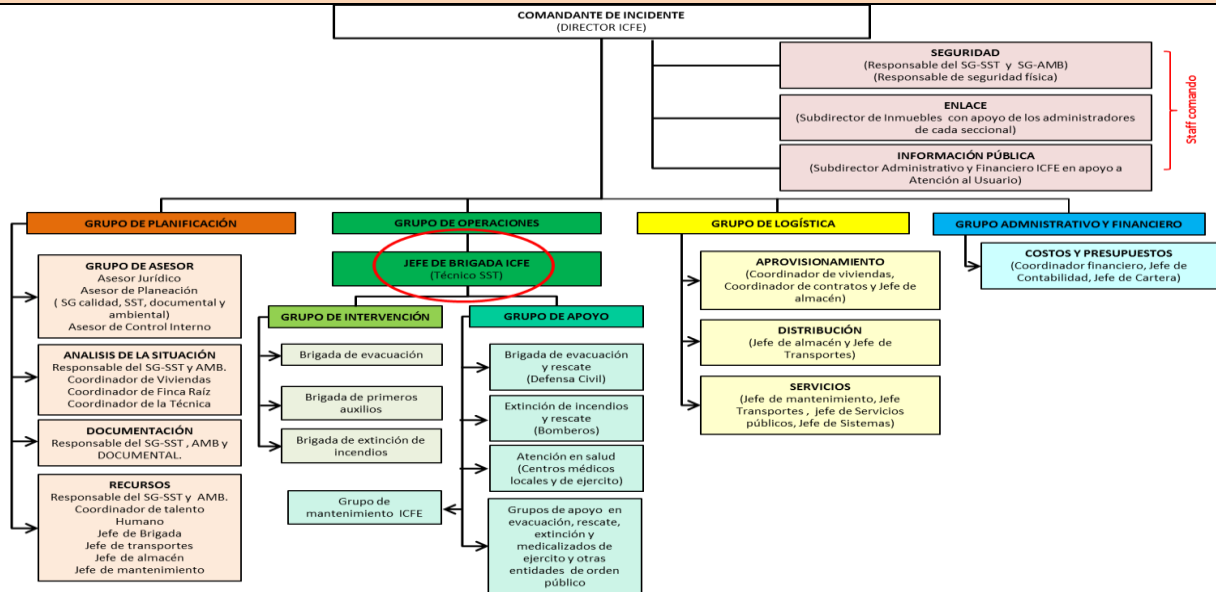 COMANDANTE DE INCIDENTE
(DIRECTOR ICFE)
SEGURIDAD
(Responsable del SG-SST y SG-AMB)
(Responsable de seguridad física)
ENLACE
(Subdirector de Inmuebles con apoyo de los administradores
de cada seccional)
INFORMACIÓN PÚBLICA
(Subdirector Administrativo y Financiero ICFE en apoyo a
Atención al Usuario)
Staff comando
GRUPO DE PLANIFICACIÓN
GRUPO DE ASESOR
Asesor Jurídico
Asesor de Planeación
( SG calidad, SST, documental y
ambiental)
Asesor de Control Interno
ANALISIS DE LA SITUACIÓN
Responsable del SG-SST y AMB.
Coordinador de Viviendas
Coordinador de Finca Raíz
Coordinador de la Técnica
DOCUMENTACIÓN
Responsable del SG-SST , AMB y
DOCUMENTAL.
RECURSOS
Responsable del SG-SST y AMB.
Coordinador de talento
Humano
Jefe de Brigada
Jefe de transportes
Jefe de almacén
Jefe de mantenimiento
GRUPO DE OPERACIONES
JEFE DE BRIGADA ICFE
(Técnico SST)
GRUPO DE INTERVENCIÓN
Brigada de evacuación
Brigada de primeros
auxilios
Brigada de extinción de
incendios
GRUPO DE APOYO
Brigada de evacuación
y rescate
(Defensa Civil)
Extinción de incendios
y rescate
(Bomberos)
Atención en salud
(Centros médicos
locales y de ejercito)
Grupo de
mantenimiento ICFE
Grupos de apoyo en
evacuación, rescate,
extinción y
medicalizados de
ejercito y otras
entidades de orden
público
GRUPO DE LOGÍSTICA
APROVISIONAMIENTO
(Coordinador de viviendas,
Coordinador de contratos y Jefe de
almacén)
DISTRIBUCIÓN
(Jefe de almacén y Jefe de
Transportes)
SERVICIOS
(Jefe de mantenimiento, Jefe
Transportes , jefe de Servicios
públicos, Jefe de Sistemas)
GRUPO ADMNISTRATIVO Y FINANCIERO
COSTOS Y PRESUPUESTOS
(Coordinador financiero, Jefe de
Contabilidad, Jefe de Cartera)